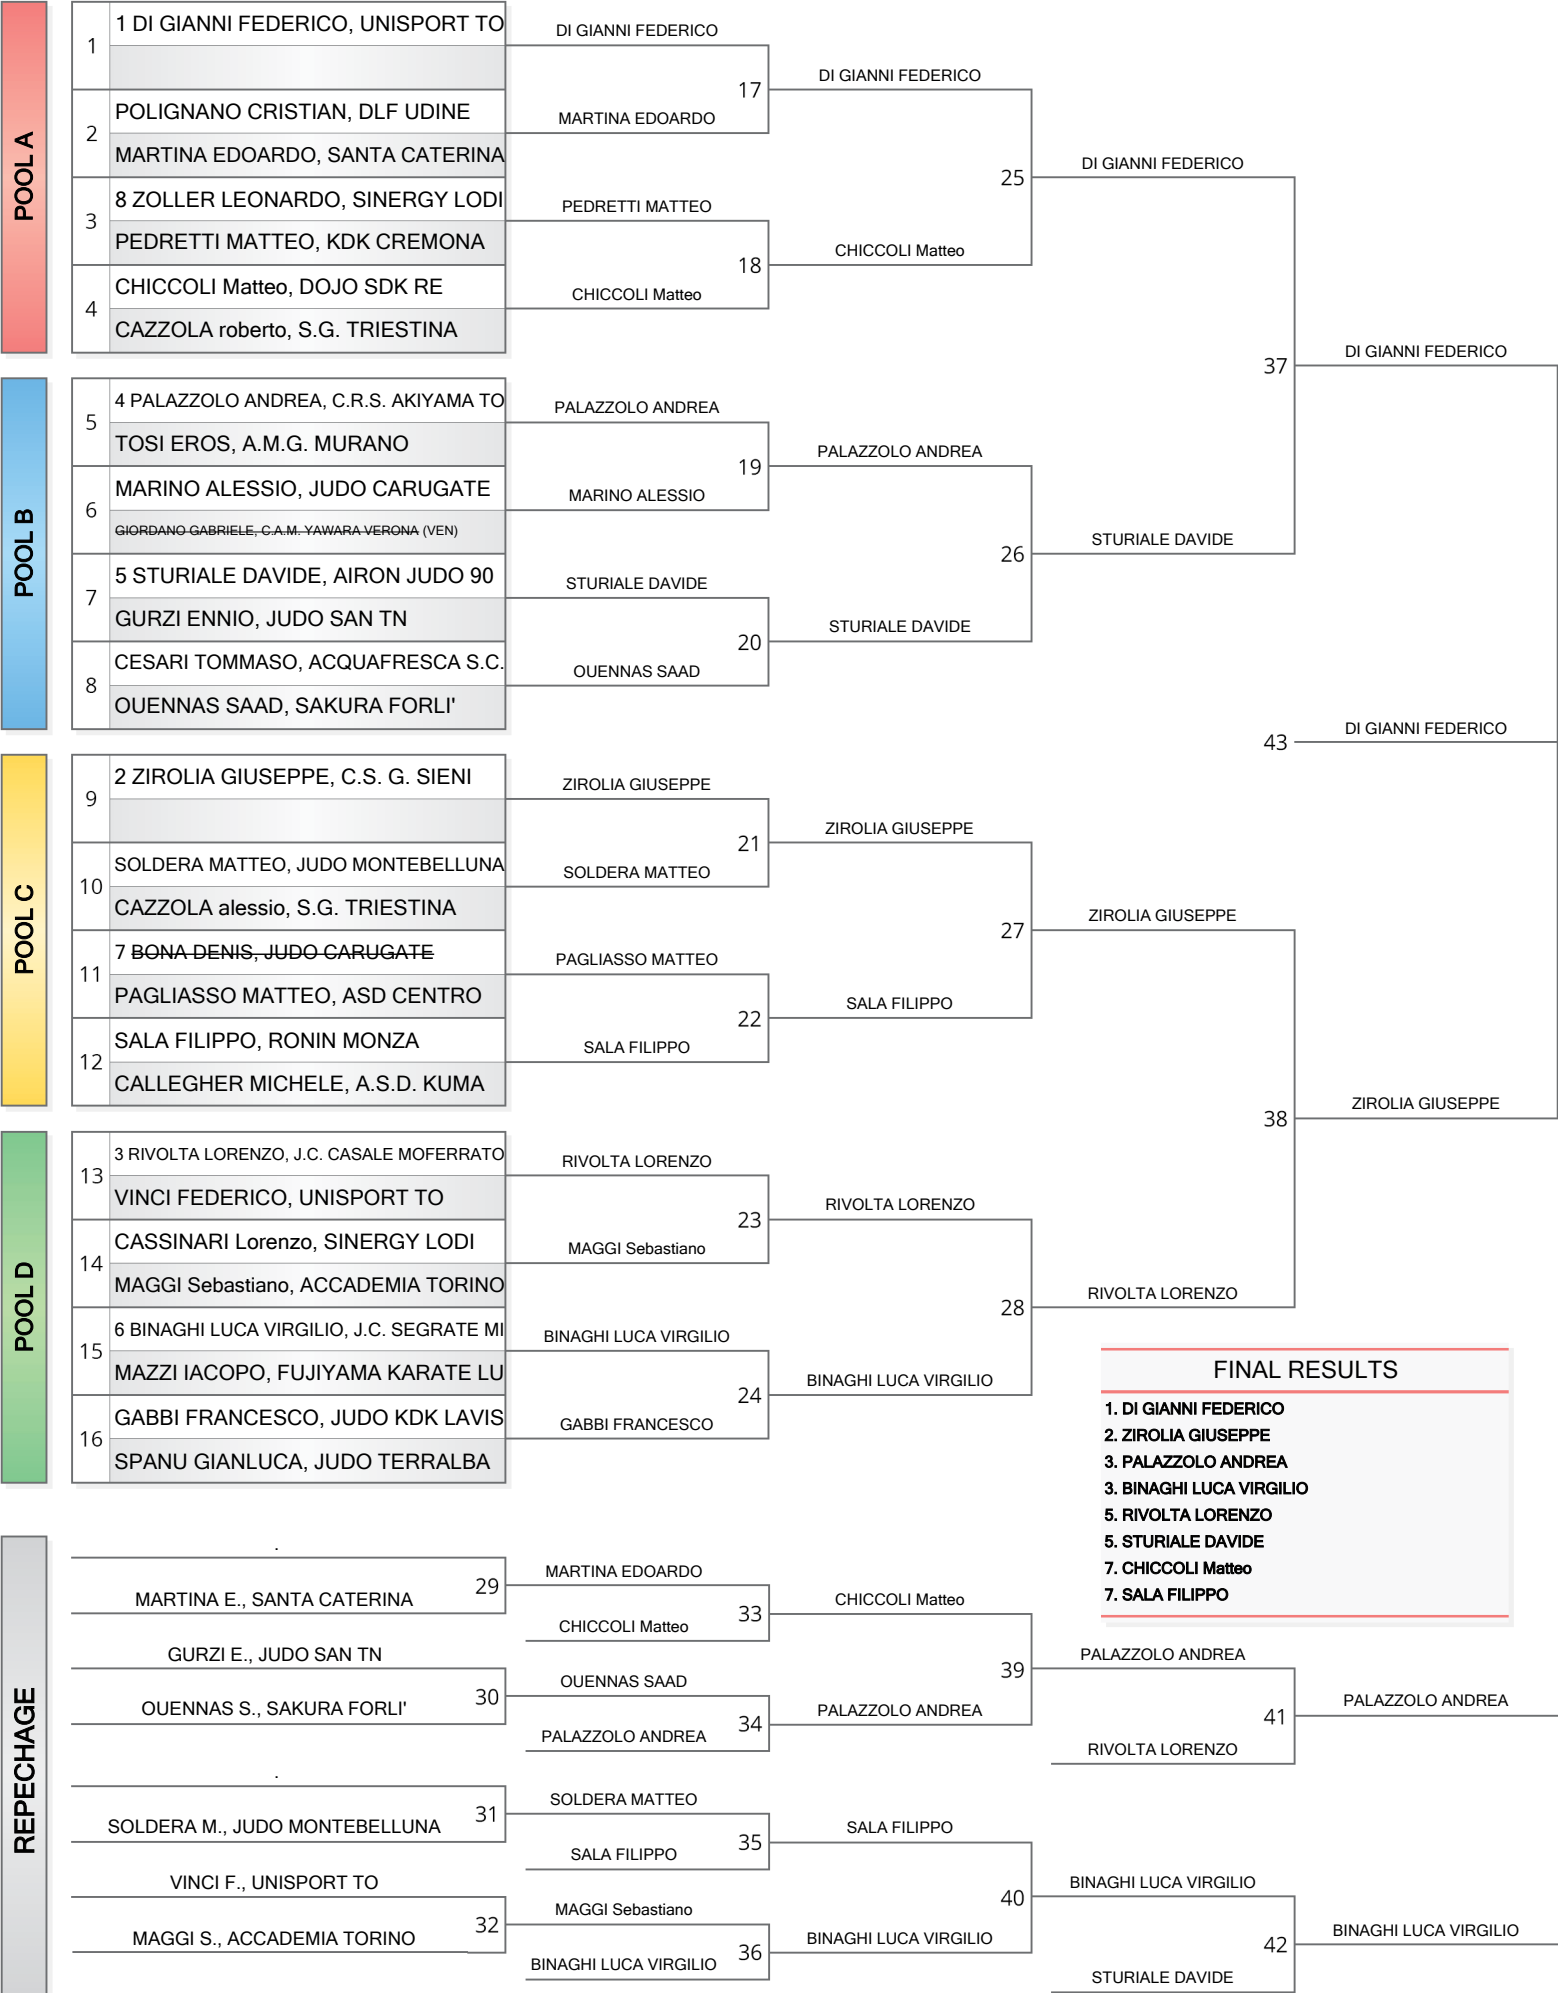 POOL A
1
1 DI GIANNI FEDERICO, UNISPORT TO
2
POLIGNANO CRISTIAN, DLF UDINE
MARTINA EDOARDO, SANTA CATERINA
3
8 ZOLLER LEONARDO, SINERGY LODI
PEDRETTI MATTEO, KDK CREMONA
4
CHICCOLI Matteo, DOJO SDK RE
CAZZOLA roberto, S.G. TRIESTINA
DI GIANNI FEDERICO
17
MARTINA EDOARDO
PEDRETTI MATTEO
18
CHICCOLI Matteo
DI GIANNI FEDERICO
25
CHICCOLI Matteo
DI GIANNI FEDERICO
POOL B
5
4 PALAZZOLO ANDREA, C.R.S. AKIYAMA TO
TOSI EROS, A.M.G. MURANO
6
MARINO ALESSIO, JUDO CARUGATE
GIORDANO GABRIELE, C.A.M. YAWARA VERONA (VEN)
7
5 STURIALE DAVIDE, AIRON JUDO 90
GURZI ENNIO, JUDO SAN TN
8
CESARI TOMMASO, ACQUAFRESCA S.C.
OUENNAS SAAD, SAKURA FORLI'
PALAZZOLO ANDREA
19
MARINO ALESSIO
STURIALE DAVIDE
20
OUENNAS SAAD
PALAZZOLO ANDREA
26
STURIALE DAVIDE
STURIALE DAVIDE
37
DI GIANNI FEDERICO
43
DI GIANNI FEDERICO
POOL C
9
2 ZIROLIA GIUSEPPE, C.S. G. SIENI
10
SOLDERA MATTEO, JUDO MONTEBELLUNA
CAZZOLA alessio, S.G. TRIESTINA
11
7 BONA DENIS, JUDO CARUGATE
PAGLIASSO MATTEO, ASD CENTRO
12
SALA FILIPPO, RONIN MONZA
CALLEGHER MICHELE, A.S.D. KUMA
ZIROLIA GIUSEPPE
21
SOLDERA MATTEO
PAGLIASSO MATTEO
22
SALA FILIPPO
ZIROLIA GIUSEPPE
27
SALA FILIPPO
ZIROLIA GIUSEPPE
38
ZIROLIA GIUSEPPE
POOL D
13
3 RIVOLTA LORENZO, J.C. CASALE MOFERRATO
VINCI FEDERICO, UNISPORT TO
14
CASSINARI Lorenzo, SINERGY LODI
MAGGI Sebastiano, ACCADEMIA TORINO
15
6 BINAGHI LUCA VIRGILIO, J.C. SEGRATE MI
MAZZI IACOPO, FUJIYAMA KARATE LU
16
GABBI FRANCESCO, JUDO KDK LAVIS
SPANU GIANLUCA, JUDO TERRALBA
RIVOLTA LORENZO
23
MAGGI Sebastiano
BINAGHI LUCA VIRGILIO
24
GABBI FRANCESCO
RIVOLTA LORENZO
28
BINAGHI LUCA VIRGILIO
RIVOLTA LORENZO
FINAL RESULTS
1. DI GIANNI FEDERICO
2. ZIROLIA GIUSEPPE
3. PALAZZOLO ANDREA
3. BINAGHI LUCA VIRGILIO
5. RIVOLTA LORENZO
5. STURIALE DAVIDE
7. CHICCOLI Matteo
7. SALA FILIPPO
REPECHAGE
.
29
MARTINA E., SANTA CATERINA
GURZI E., JUDO SAN TN
30
OUENNAS S., SAKURA FORLI'
.
31
SOLDERA M., JUDO MONTEBELLUNA
VINCI F., UNISPORT TO
32
MAGGI S., ACCADEMIA TORINO
MARTINA EDOARDO
33
CHICCOLI Matteo
OUENNAS SAAD
34
PALAZZOLO ANDREA
SOLDERA MATTEO
35
SALA FILIPPO
MAGGI Sebastiano
36
BINAGHI LUCA VIRGILIO
CHICCOLI Matteo
39
PALAZZOLO ANDREA
SALA FILIPPO
40
BINAGHI LUCA VIRGILIO
PALAZZOLO ANDREA
41
RIVOLTA LORENZO
BINAGHI LUCA VIRGILIO
42
STURIALE DAVIDE
PALAZZOLO ANDREA
BINAGHI LUCA VIRGILIO